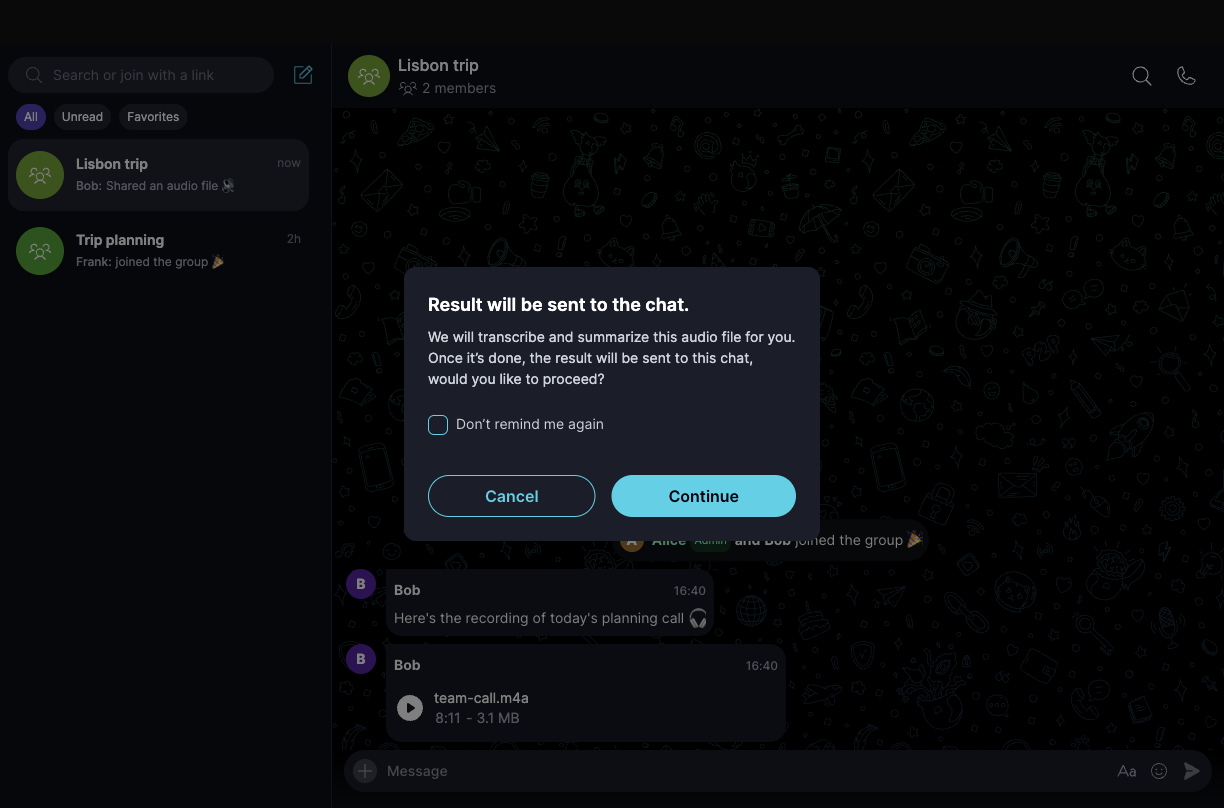 Search or join with a link
All
Unread
Favorites
Lisbon trip
now
Bob: Shared an audio file
Trip planning
2h
Frank: joined the group 🎉
Lisbon trip
2 members
Result will be sent to the chat.
We will transcribe and summarize this audio file for you.
Once it’s done, the result will be sent to this chat,
would you like to proceed?
Don’t remind me again
Cancel
Continue
A Alice Admin and Bob joined the group 🎉
B
Bob
16:40
Here's the recording of today's planning call 🎧
B
Bob
16:40
team-call.m4a
8:11 - 3.1 MB
Message
Aa